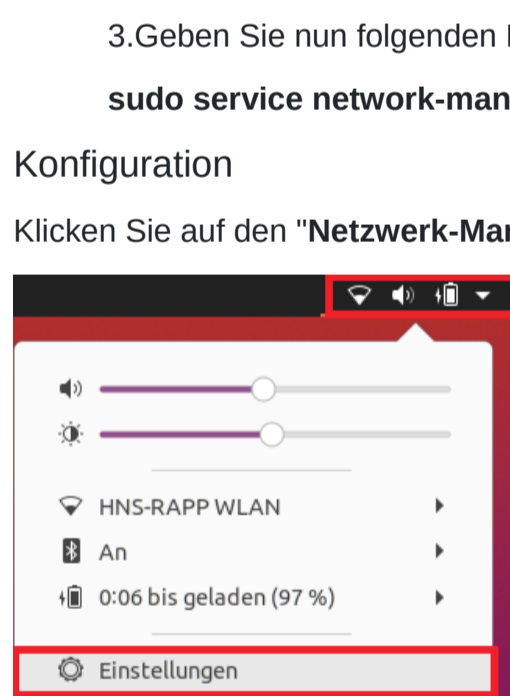 3.Geben Sie nun folgenden
sudo service network-man
Konfiguration
Klicken Sie auf den "Netzwerk-Ma
HNS-RAPP WLAN
An
0:06 bis geladen (97 %)
Einstellungen